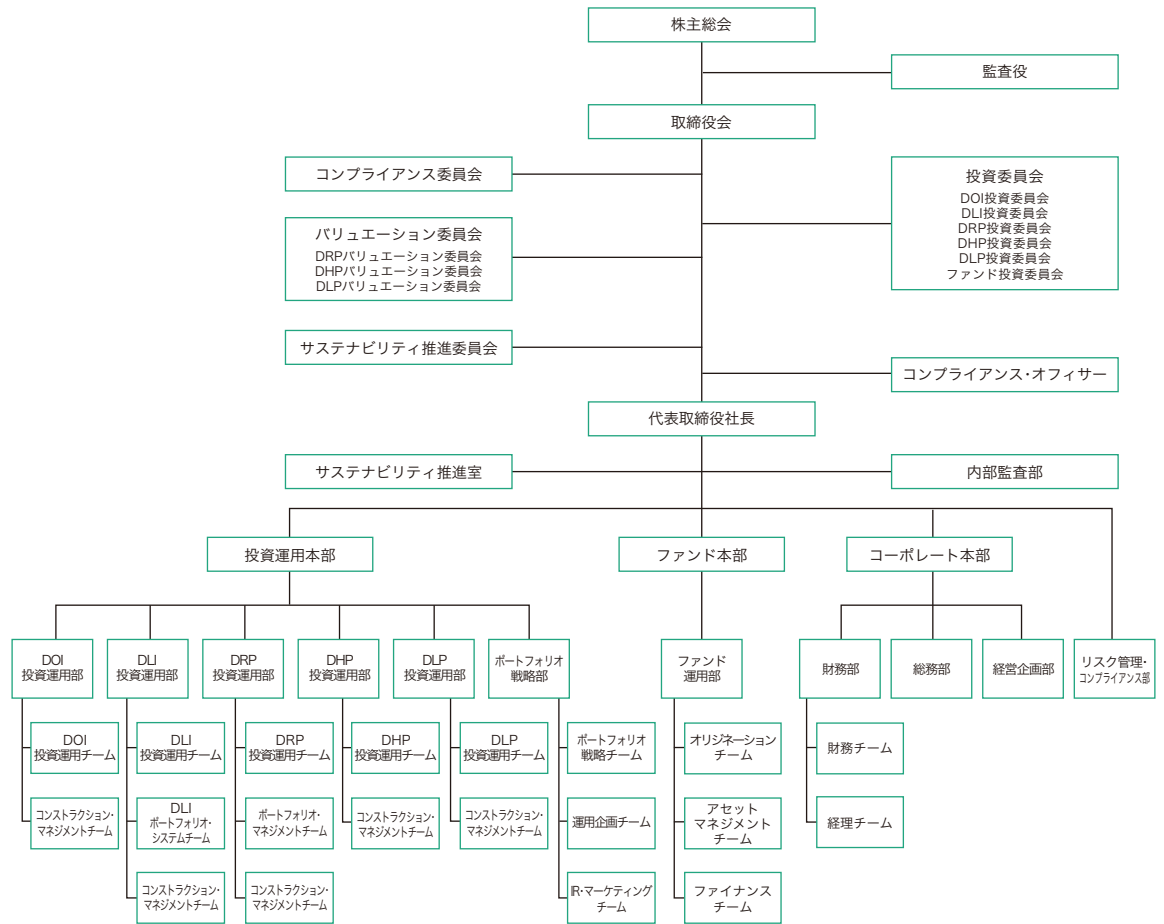 株主総会
監査役
取締役会
コンプライアンス委員会
投資委員会
DOI投資委員会
DLI投資委員会
DRP投資委員会
DHP投資委員会
DLP投資委員会
ファンド投資委員会
バリュエーション委員会
DRPバリュエーション委員会
DHPバリュエーション委員会
DLPバリュエーション委員会
サステナビリティ推進委員会
コンプライアンス・オフィサー
代表取締役社長
サステナビリティ推進室
内部監査部
投資運用本部
ファンド本部
コーポレート本部
DOI
投資運用部
DLI
投資運用部
DRP
投資運用部
DHP
投資運用部
DLP
投資運用部
ポートフォリオ
戦略部
ファンド
運用部
財務部
総務部
経営企画部
リスク管理・
コンプライアンス部
DOI
投資運用チーム
DLI
投資運用チーム
DRP
投資運用チーム
DHP
投資運用チーム
DLP
投資運用チーム
ポートフォリオ
戦略チーム
オリジネーション
チーム
財務チーム
コンストラクション・
マネジメントチーム
DLI
ポートフォリオ・
システムチーム
ポートフォリオ・
マネジメントチーム
コンストラクション・
マネジメントチーム
コンストラクション・
マネジメントチーム
運用企画チーム
アセット
マネジメント
チーム
経理チーム
コンストラクション・
マネジメントチーム
コンストラクション・
マネジメントチーム
IR・マーケティング
チーム
ファイナンス
チーム